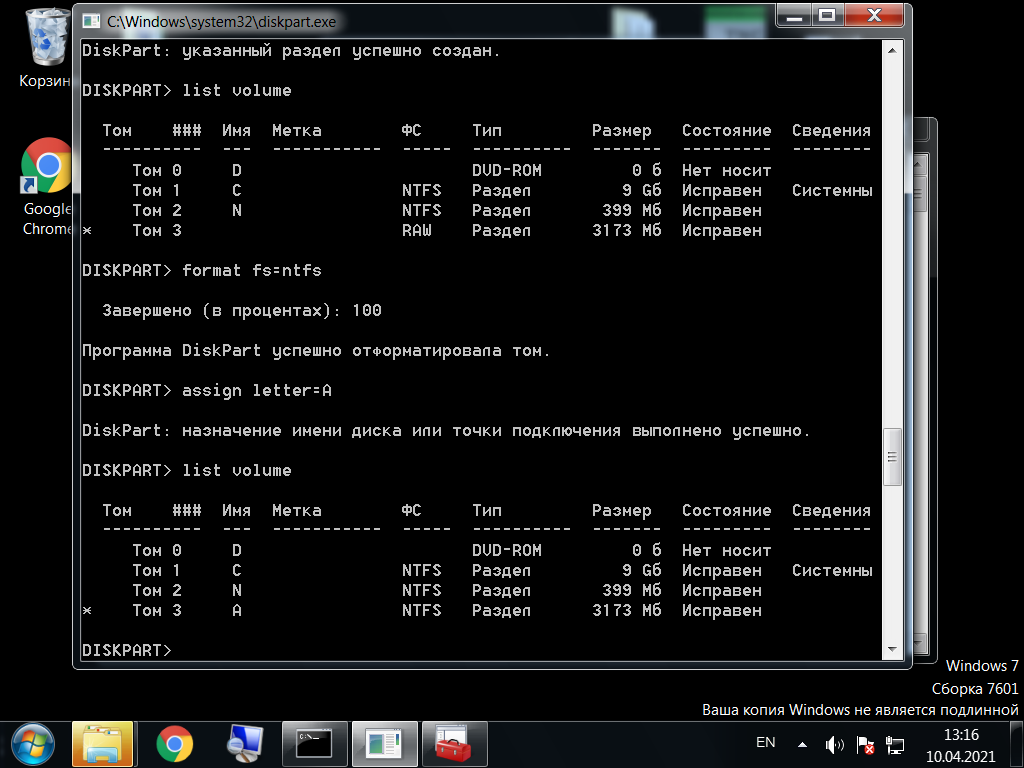 C:\Windows\system32\diskpart.exe
Корзин
Google
Chrome
DiskPart: указанный раздел успешно создан.
DISKPART> list volume
Том ### Имя Метка ФС Тип Размер Состояние Сведения
---------- --- ----------- ----- ---------- ------- --------- --------
Том 0 D DVD-ROM 0 б Нет носит
Том 1 C NTFS Раздел 9 Gб Исправен Системны
Том 2 N NTFS Раздел 399 Mб Исправен
* Том 3 RAW Раздел 3173 Mб Исправен
DISKPART> format fs=ntfs
Завершено (в процентах): 100
Программа DiskPart успешно отформатировала том.
DISKPART> assign letter=A
DiskPart: назначение имени диска или точки подключения выполнено успешно.
DISKPART> list volume
Том ### Имя Метка ФС Тип Размер Состояние Сведения
---------- --- ----------- ----- ---------- ------- --------- --------
Том 0 D DVD-ROM 0 б Нет носит
Том 1 C NTFS Раздел 9 Gб Исправен Системны
Том 2 N NTFS Раздел 399 Mб Исправен
* Том 3 A NTFS Раздел 3173 Mб Исправен
DISKPART>
Windows 7
Сборка 7601
Ваша копия Windows не является подлинной
C:\_
EN
13:16
10.04.2021